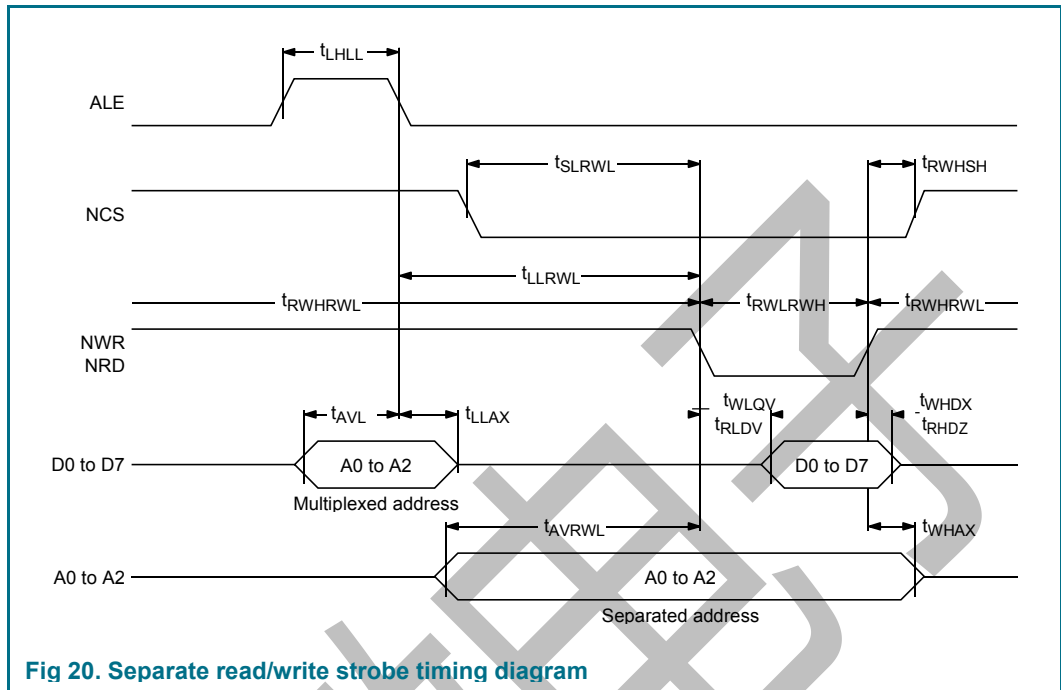 tLHLL
ALE
tSLRWL
tRWHSH
NCS
tLLRWL
tRWHRWL tRWLRWH tRWHRWL
NWR
NRD
tAVL tLLAX tWLQV tWHDX
tRLDV tRHDZ
D0 to D7 A0 to A2 D0 to D7
Multiplexed address
tAVRWL tWHAX
A0 to A2 A0 to A2
Separated address
Fig 20. Separate read/write strobe timing diagram